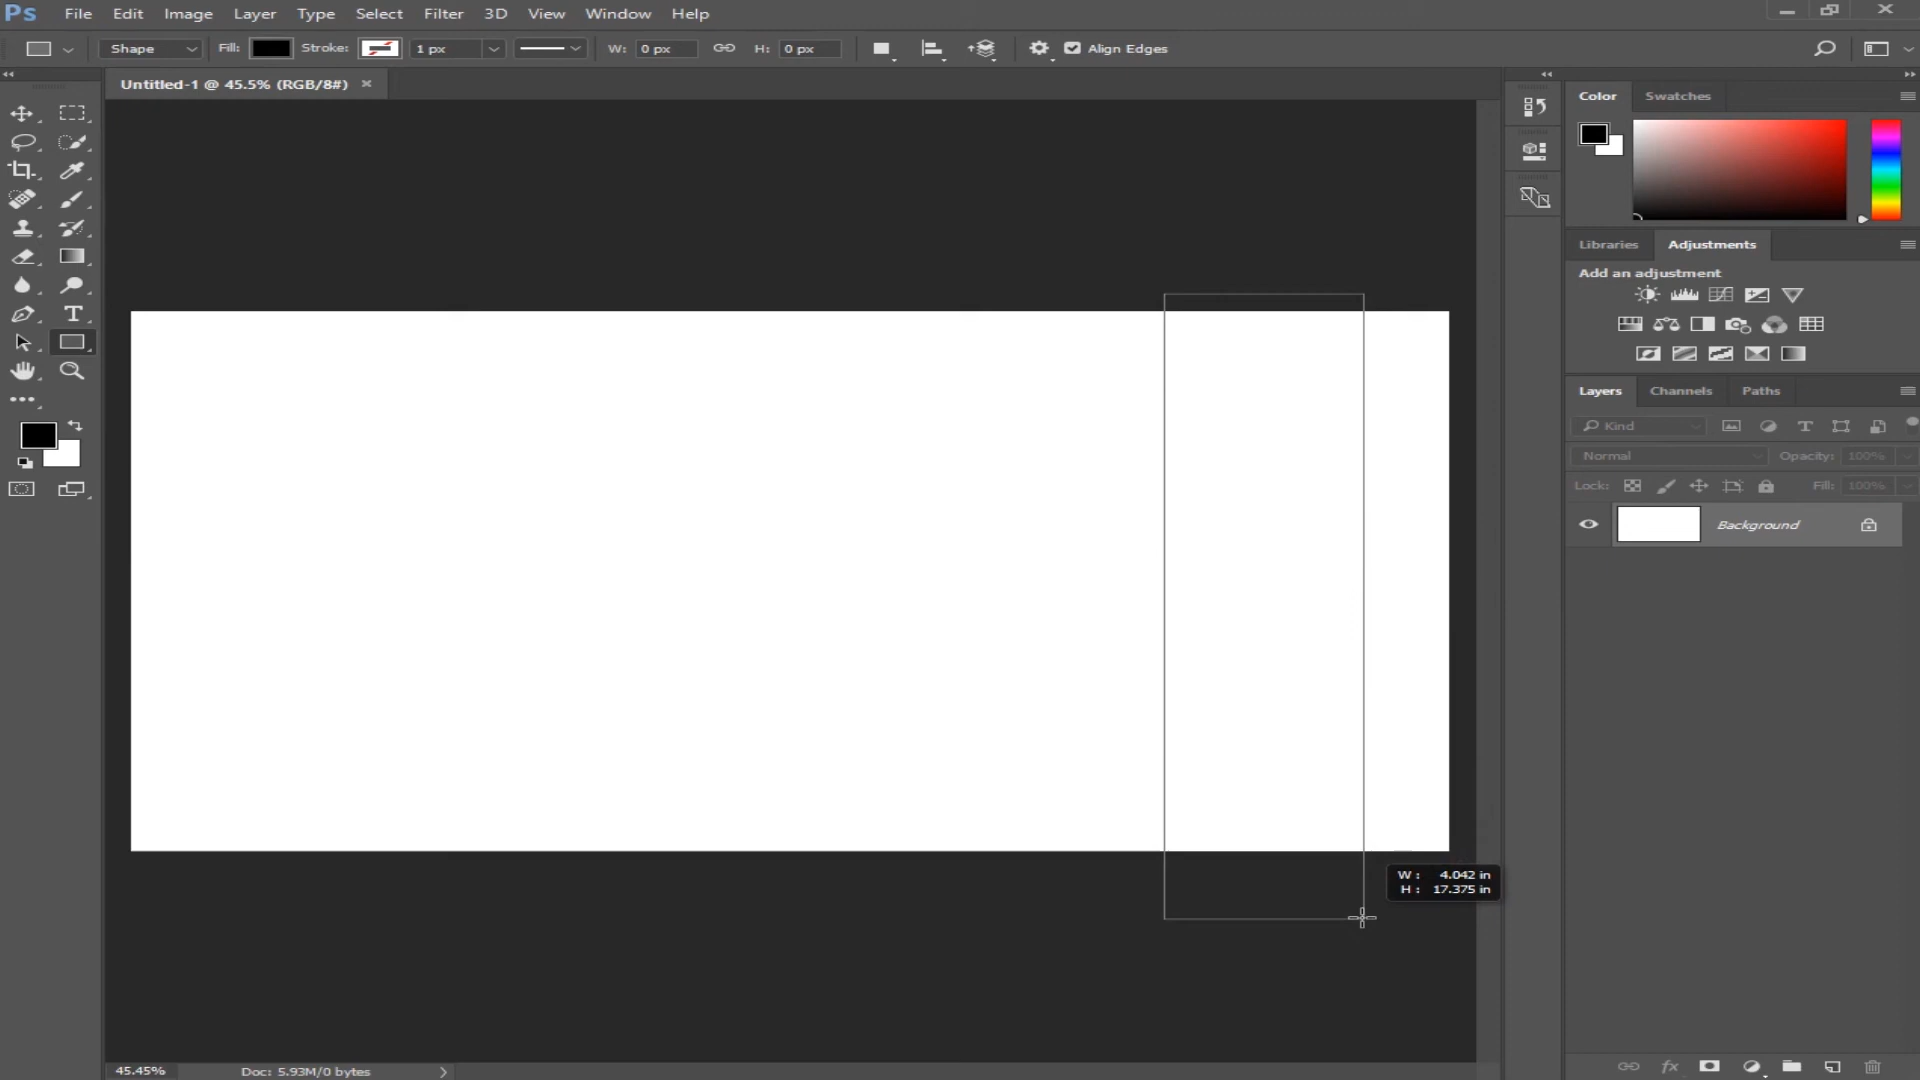 Ps File Edit Image Layer Type Select Filter 3D View Window Help
Shape Fill: Stroke: 1 px W: 0 px H: 0 px Align Edges
Untitled-1 @ 45.5% (RGB/8#) ×
Color Swatches
Libraries Adjustments
Add an adjustment
Layers Channels Paths
Kind
Normal Opacity: 100%
Lock: Fill: 100%
Background
W : 4.042 in
H : 17.375 in
fx
45.45% Doc: 5.93M/0 bytes